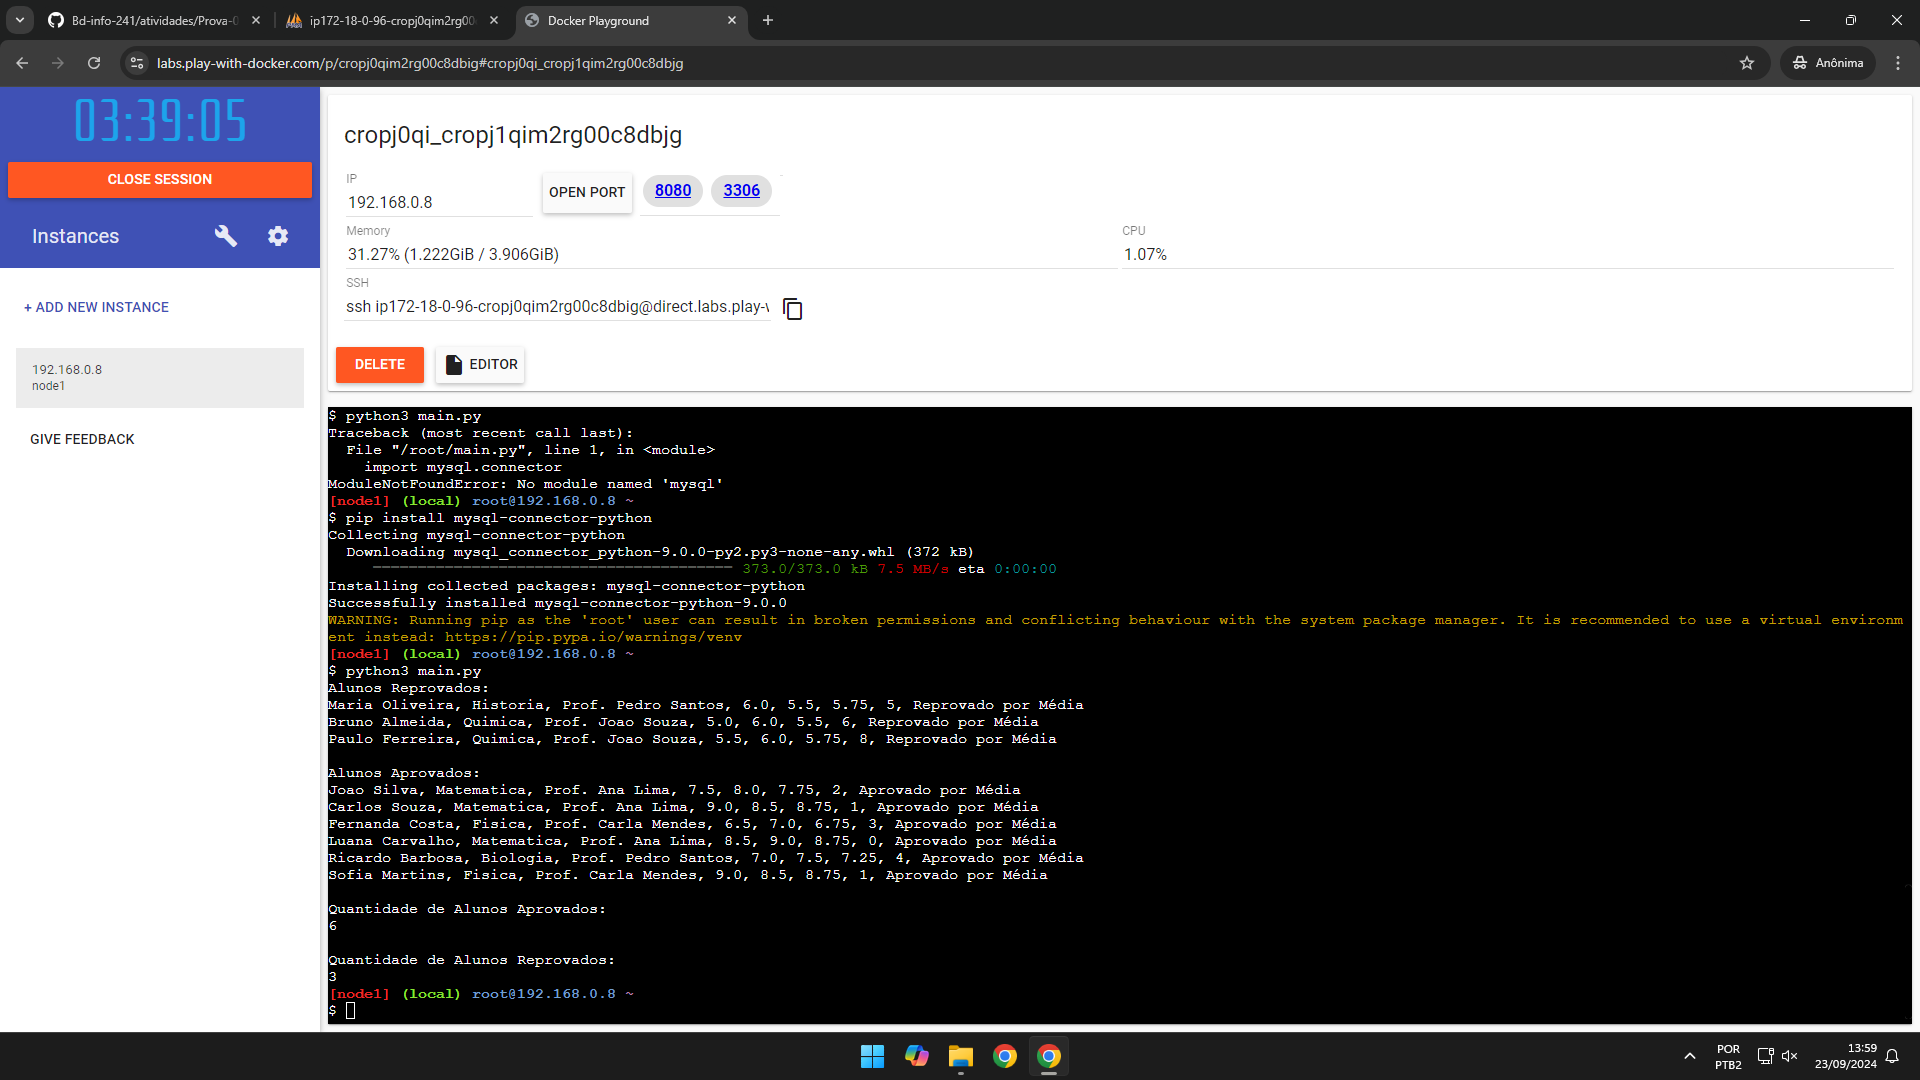 Bd-info-241/atividades/Prova-0
ip172-18-0-96-cropj0qim2rg00
Docker Playground
labs.play-with-docker.com/p/cropj0qim2rg00c8dbig#cropj0qi_cropj1qim2rg00c8dbjg
Anônima
03:39:05
CLOSE SESSION
Instances
+ ADD NEW INSTANCE
192.168.0.8
node1
GIVE FEEDBACK
cropj0qi_cropj1qim2rg00c8dbjg
IP
192.168.0.8
OPEN PORT
8080
3306
Memory
31.27% (1.222GiB / 3.906GiB)
CPU
1.07%
SSH
ssh ip172-18-0-96-cropj0qim2rg00c8dbig@direct.labs.play-
DELETE
EDITOR
$ python3 main.py
Traceback (most recent call last):
File "/root/main.py", line 1, in <module>
import mysql.connector
ModuleNotFoundError: No module named 'mysql'
[node1] (local) root@192.168.0.8 ~
$ pip install mysql-connector-python
Collecting mysql-connector-python
Downloading mysql_connector_python-9.0.0-py2.py3-none-any.whl (372 kB)
373.0/373.0 kB 7.5 MB/s eta 0:00:00
Installing collected packages: mysql-connector-python
Successfully installed mysql-connector-python-9.0.0
WARNING: Running pip as the 'root' user can result in broken permissions and conflicting behaviour with the system package manager. It is recommended to use a virtual environm
ent instead: https://pip.pypa.io/warnings/venv
[node1] (local) root@192.168.0.8 ~
$ python3 main.py
Alunos Reprovados:
Maria Oliveira, Historia, Prof. Pedro Santos, 6.0, 5.5, 5.75, 5, Reprovado por Média
Bruno Almeida, Quimica, Prof. Joao Souza, 5.0, 6.0, 5.5, 6, Reprovado por Média
Paulo Ferreira, Quimica, Prof. Joao Souza, 5.5, 6.0, 5.75, 8, Reprovado por Média
Alunos Aprovados:
Joao Silva, Matematica, Prof. Ana Lima, 7.5, 8.0, 7.75, 2, Aprovado por Média
Carlos Souza, Matematica, Prof. Ana Lima, 9.0, 8.5, 8.75, 1, Aprovado por Média
Fernanda Costa, Fisica, Prof. Carla Mendes, 6.5, 7.0, 6.75, 3, Aprovado por Média
Luana Carvalho, Matematica, Prof. Ana Lima, 8.5, 9.0, 8.75, 0, Aprovado por Média
Ricardo Barbosa, Biologia, Prof. Pedro Santos, 7.0, 7.5, 7.25, 4, Aprovado por Média
Sofia Martins, Fisica, Prof. Carla Mendes, 9.0, 8.5, 8.75, 1, Aprovado por Média
Quantidade de Alunos Aprovados:
6
Quantidade de Alunos Reprovados:
3
[node1] (local) root@192.168.0.8 ~
$
POR
PTB2
13:59
23/09/2024